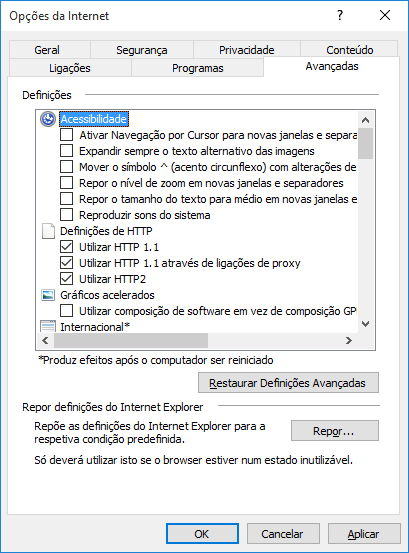 Opções da Internet
Geral Segurança Privacidade Conteúdo
Ligações Programas Avançadas
Definições
Acessibilidade
Ativar Navegação por Cursor para novas janelas e separa
Expandir sempre o texto alternativo das imagens
Mover o símbolo ^ (acento circunflexo) com alterações de
Repor o nível de zoom em novas janelas e separadores
Repor o tamanho do texto para médio em novas janelas e
Reproduzir sons do sistema
Definições de HTTP
Utilizar HTTP 1.1
Utilizar HTTP 1.1 através de ligações de proxy
Utilizar HTTP2
Gráficos acelerados
Utilizar composição de software em vez de composição GP
Internacional*
*Produz efeitos após o computador ser reiniciado
Restaurar Definições Avançadas
Repor definições do Internet Explorer
Repõe as definições do Internet Explorer para a
respetiva condição predefinida.
Repor...
Só deverá utilizar isto se o browser estiver num estado inutilizável.
OK Cancelar Aplicar